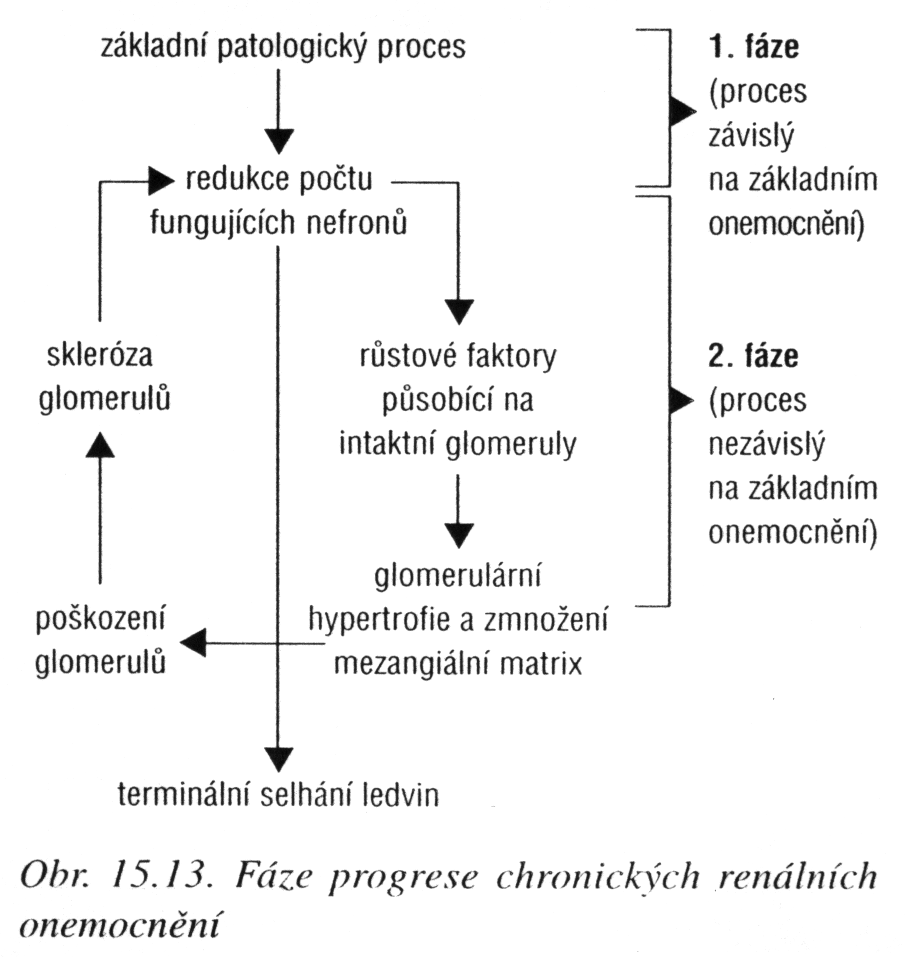 základní patologický proces
1. fáze
(proces
závislý
na základním
onemocnění)
redukce počtu
fungujících nefronů
skleróza
glomerulů
růstové faktory
působící na
intaktní glomeruly
2. fáze
(proces
nezávislý
na základním
onemocnění)
glomerulární
hypertrofie a zmnožení
mezangiální matrix
poškození
glomerulů
terminální selhání ledvin
Obr. 15.13. Fáze progrese chronických renálních
onemocnění